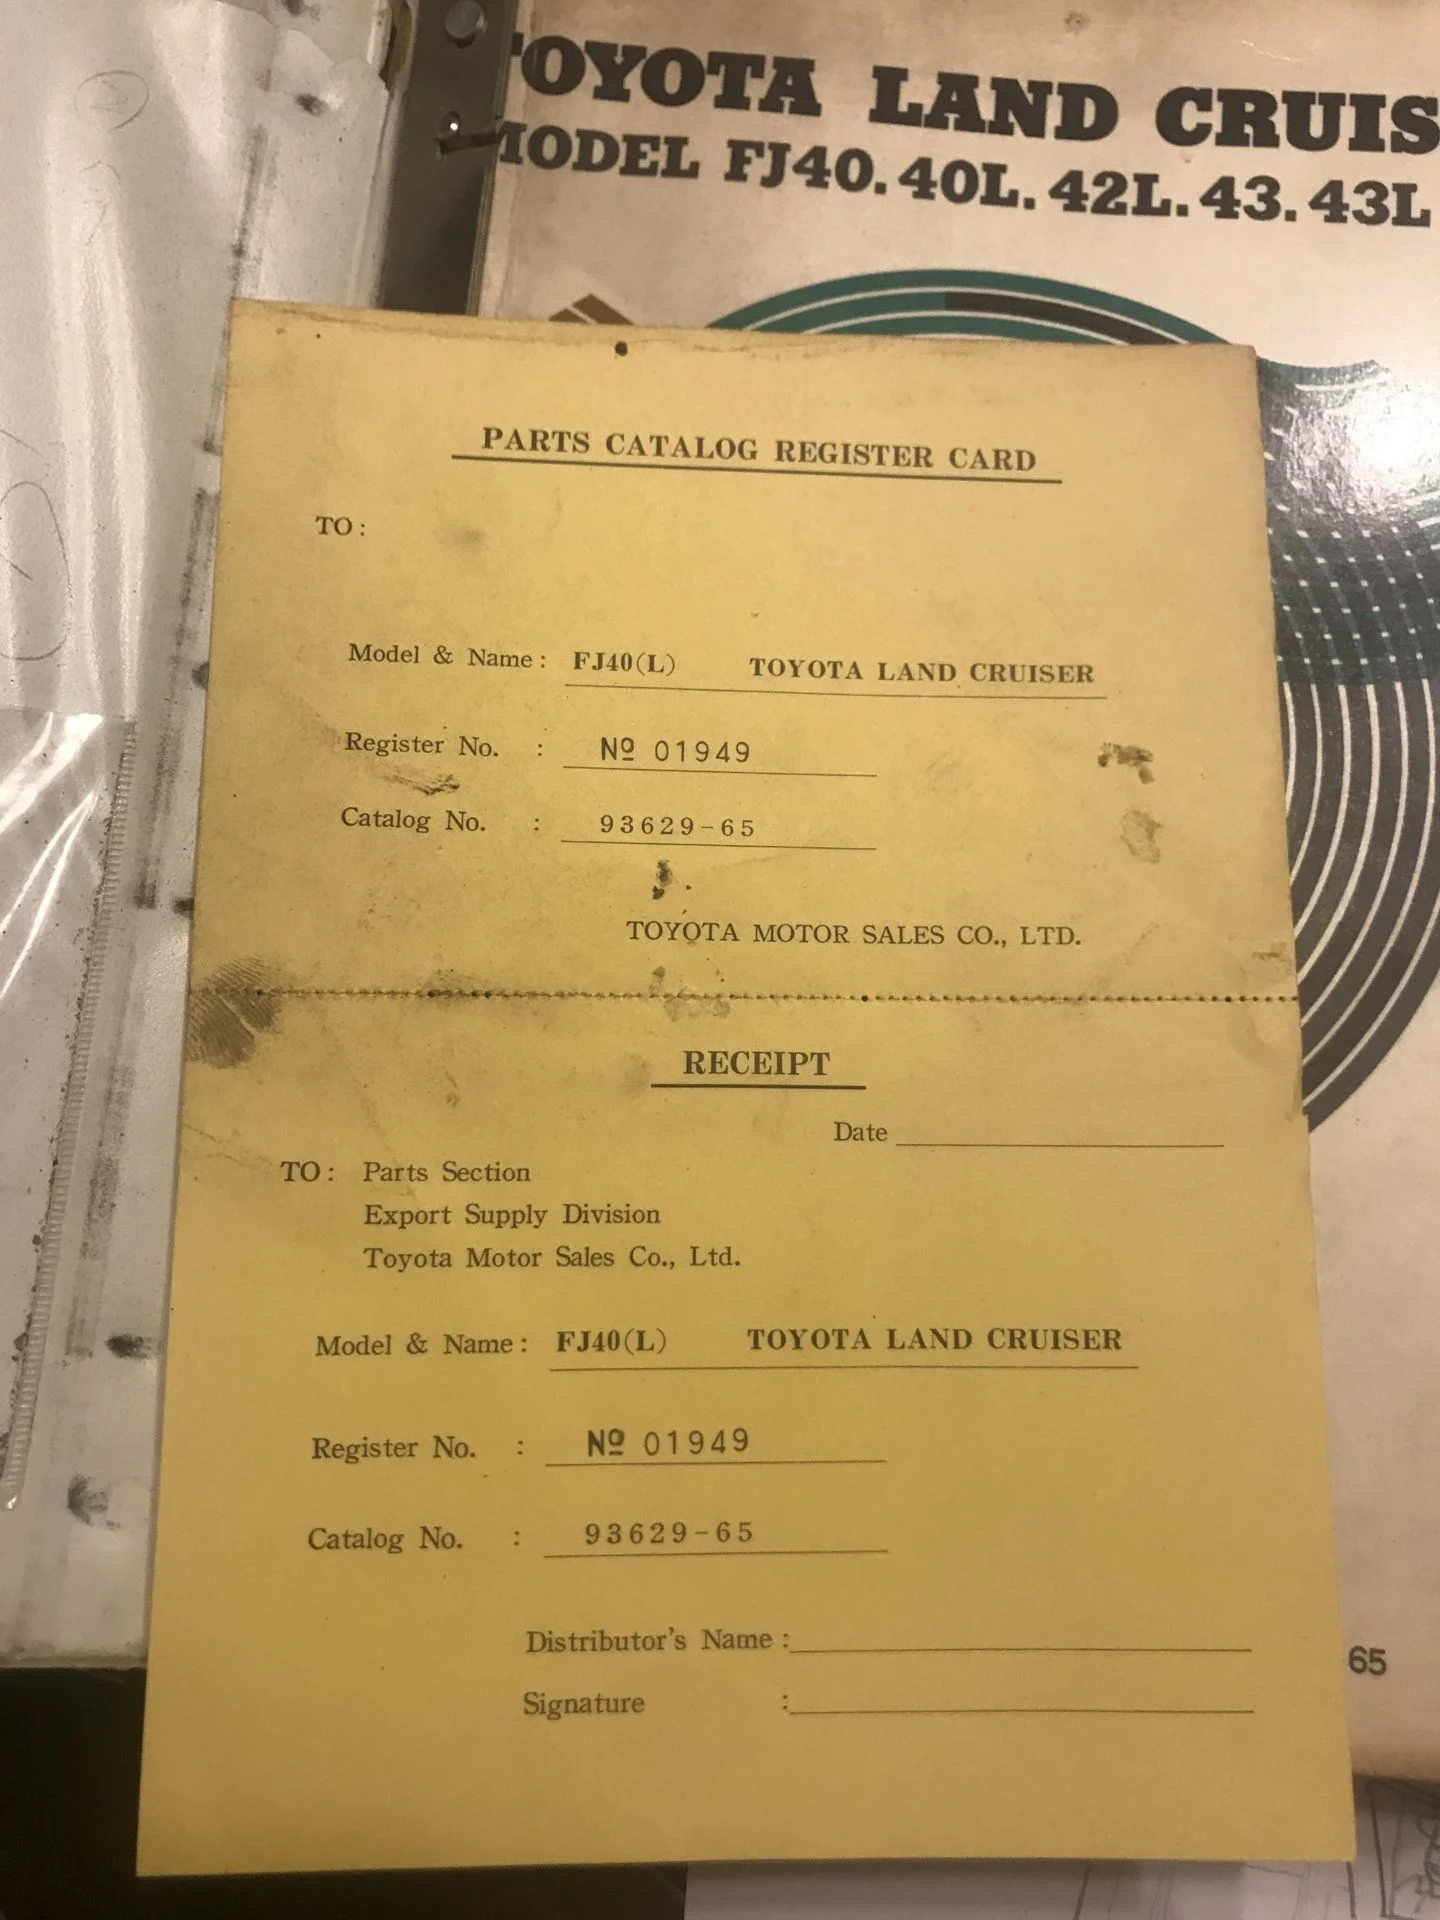 TOYOTA LAND CRUIS
MODEL FJ40. 40L. 42L. 43. 43L
PARTS CATALOG REGISTER CARD
TO :
Model & Name : FJ40(L) TOYOTA LAND CRUISER
Register No. : Nº 01949
Catalog No. : 93629-65
TOYOTA MOTOR SALES CO., LTD.
RECEIPT
Date
TO : Parts Section
Export Supply Division
Toyota Motor Sales Co., Ltd.
Model & Name : FJ40(L) TOYOTA LAND CRUISER
Register No. : Nº 01949
Catalog No. : 93629-65
Distributor's Name :
65
Signature :